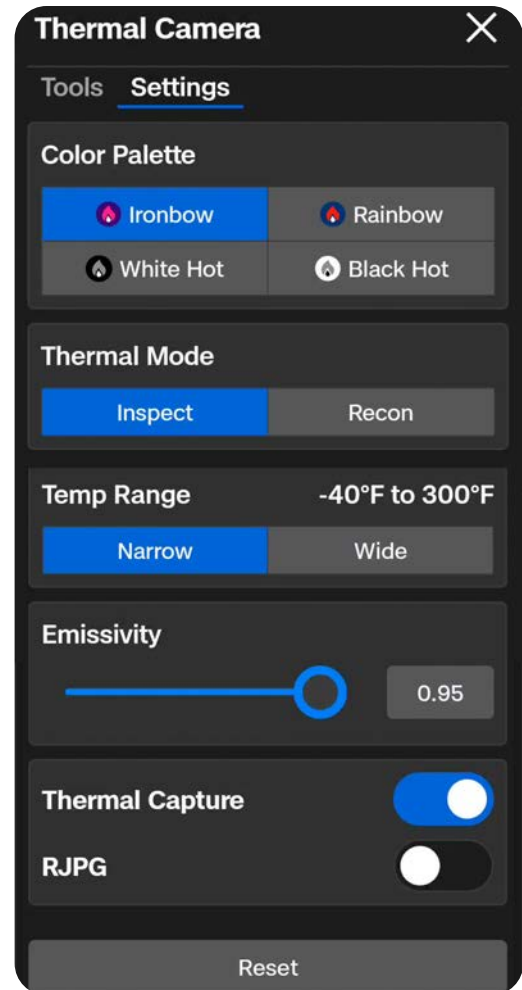 Thermal Camera
Tools Settings
Color Palette
Ironbow Rainbow
White Hot Black Hot
Thermal Mode
Inspect Recon
Temp Range -40°F to 300°F
Narrow Wide
Emissivity
0.95
Thermal Capture
RJPG
Reset